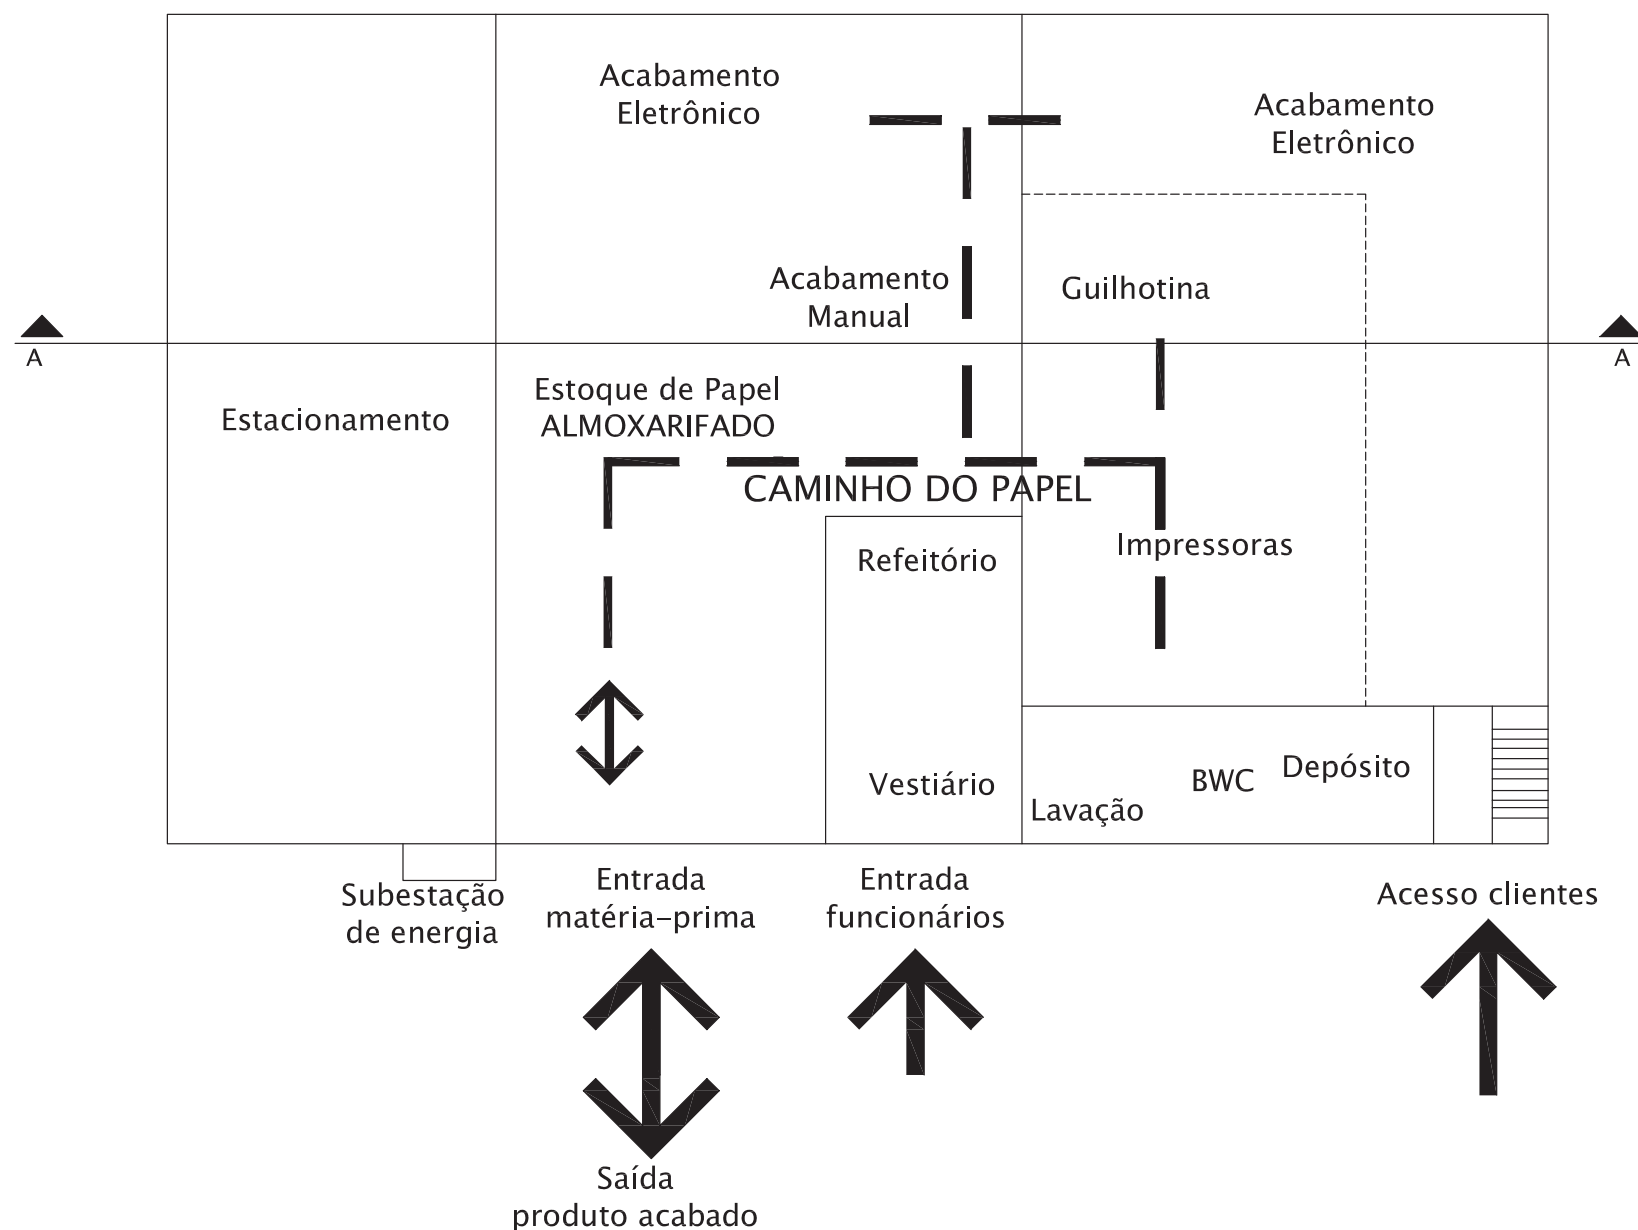 Acabamento
Eletrônico
Acabamento
Eletrônico
Acabamento
Manual
Guilhotina
A
A
Estacionamento
Estoque de Papel
ALMOXARIFADO
CAMINHO DO PAPEL
Refeitório
Impressoras
Vestiário
Lavação
BWC
Depósito
Subestação
de energia
Entrada
matéria-prima
Entrada
funcionários
Acesso clientes
Saída
produto acabado